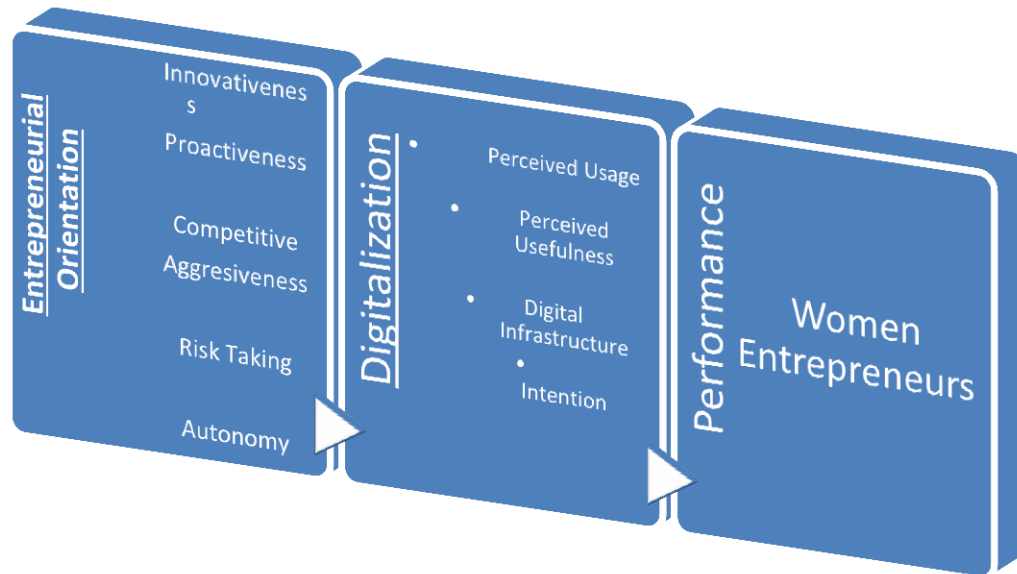 Entrepreneurial
Orientation
Innovativenes
s
Proactiveness
Competitive
Aggresiveness
Risk Taking
Autonomy
Digitalization
• Perceived Usage
• Perceived
Usefulness
• Digital
Infrastructure
• Intention
Performance
Women
Entrepreneurs